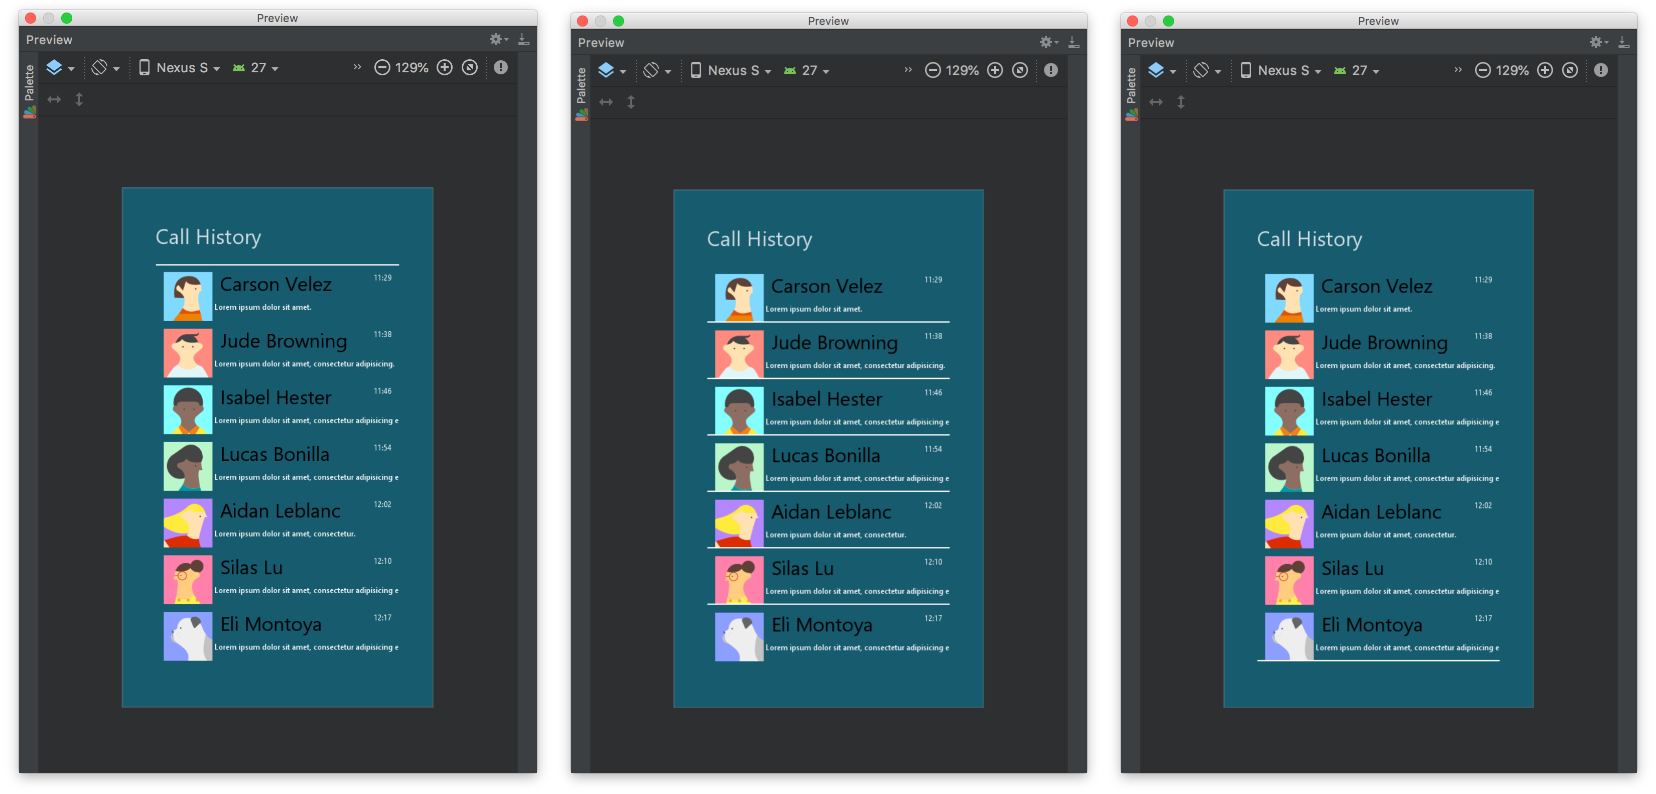 Preview
Preview
Palette
Nexus S
27
129%
Call History
Carson Velez
11:29
Lorem ipsum dolor sit amet.
Jude Browning
11:38
Lorem ipsum dolor sit amet, consectetur adipisicing.
Isabel Hester
11:46
Lorem ipsum dolor sit amet, consectetur adipisicing e
Lucas Bonilla
11:54
Lorem ipsum dolor sit amet, consectetur adipisicing e
Aidan Leblanc
12:02
Lorem ipsum dolor sit amet, consectetur.
Silas Lu
12:10
Lorem ipsum dolor sit amet, consectetur adipisicing e
Eli Montoya
12:17
Lorem ipsum dolor sit amet, consectetur adipisicing e
Preview
Preview
Palette
Nexus S
27
129%
Call History
Carson Velez
11:29
Lorem ipsum dolor sit amet.
Jude Browning
11:38
Lorem ipsum dolor sit amet, consectetur adipisicing.
Isabel Hester
11:46
Lorem ipsum dolor sit amet, consectetur adipisicing e
Lucas Bonilla
11:54
Lorem ipsum dolor sit amet, consectetur adipisicing e
Aidan Leblanc
12:02
Lorem ipsum dolor sit amet, consectetur.
Silas Lu
12:10
Lorem ipsum dolor sit amet, consectetur adipisicing e
Eli Montoya
12:17
Lorem ipsum dolor sit amet, consectetur adipisicing e
Preview
Preview
Palette
Nexus S
27
129%
Call History
Carson Velez
11:29
Lorem ipsum dolor sit amet.
Jude Browning
11:38
Lorem ipsum dolor sit amet, consectetur adipisicing.
Isabel Hester
11:46
Lorem ipsum dolor sit amet, consectetur adipisicing e
Lucas Bonilla
11:54
Lorem ipsum dolor sit amet, consectetur adipisicing e
Aidan Leblanc
12:02
Lorem ipsum dolor sit amet, consectetur.
Silas Lu
12:10
Lorem ipsum dolor sit amet, consectetur adipisicing e
Eli Montoya
12:17
Lorem ipsum dolor sit amet, consectetur adipisicing e